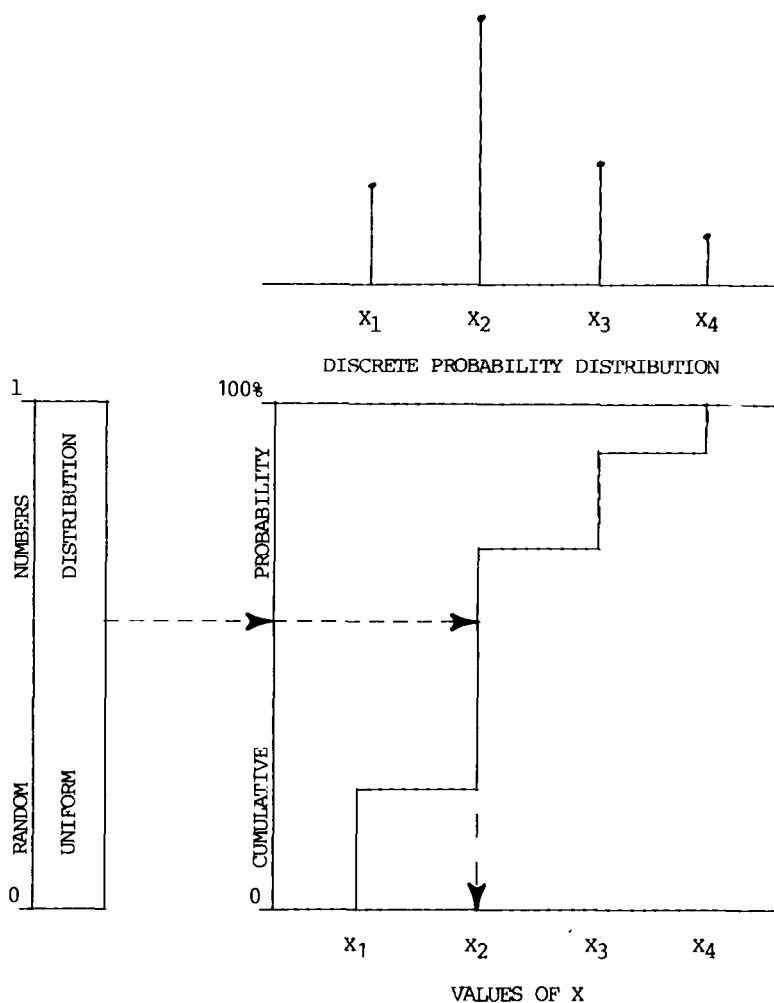 X₁ X₂ X₃ X₄
DISCRETE PROBABILITY DISTRIBUTION
1
RANDOM NUMBERS
UNIFORM DISTRIBUTION
0
100%
CUMULATIVE PROBABILITY
0
X₁ X₂ X₃ X₄
VALUES OF X